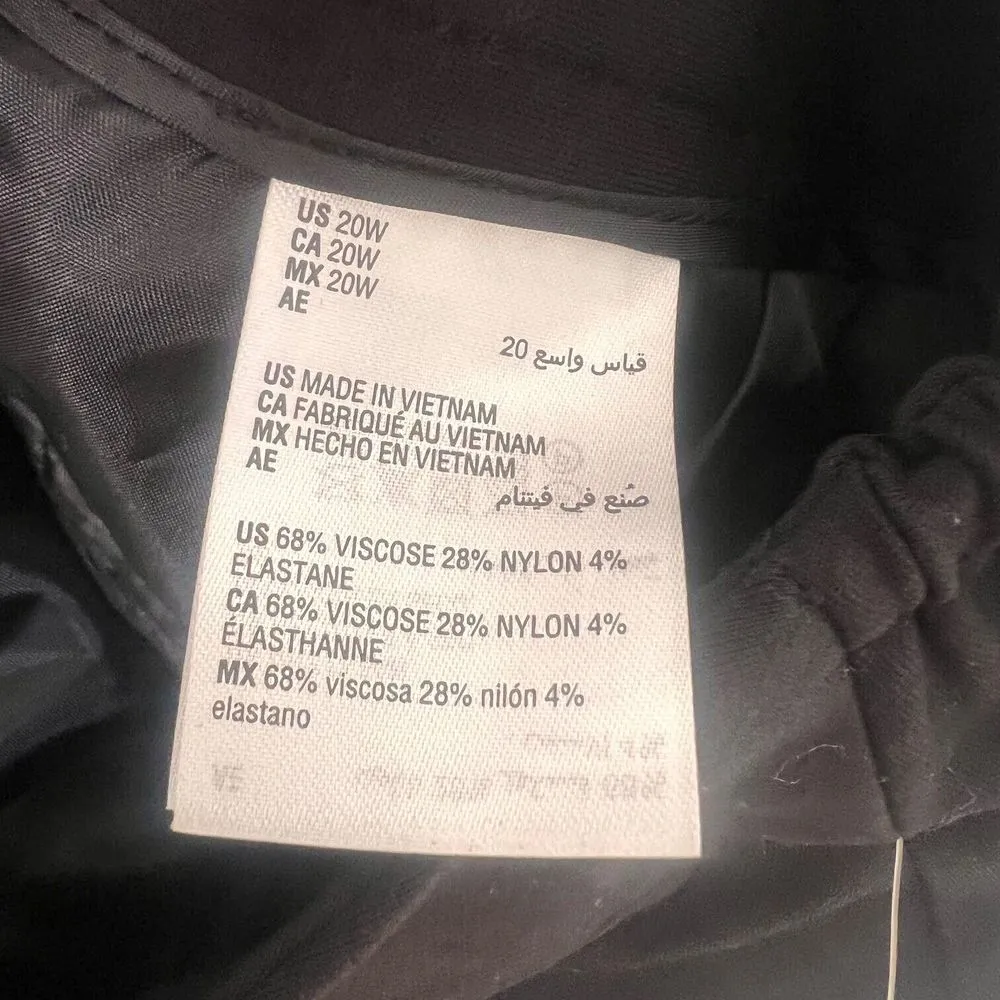 US 20W
CA 20W
MX 20W
AE
قياس واسع 20
US MADE IN VIETNAM
CA FABRIQUÉ AU VIETNAM
MX HECHO EN VIETNAM
AE
صُنع في فيتنام
US 68% VISCOSE 28% NYLON 4%
ELASTANE
CA 68% VISCOSE 28% NYLON 4%
ÉLASTHANNE
MX 68% viscosa 28% nilón 4%
elastano